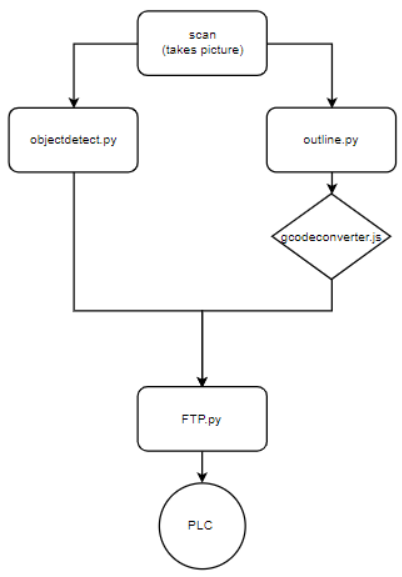 scan
(takes picture)
objectdetect.py
outline.py
gcodeconverter.js
FTP.py
PLC